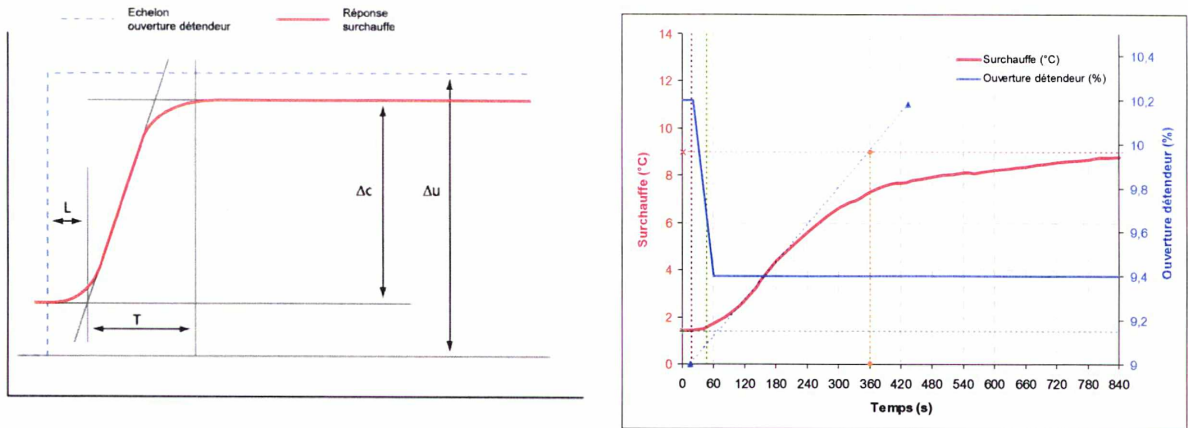 Echelon
ouverture détendeur
Réponse
surchauffe
L
T
Δc
Δu
Surchauffe (°C)
14
12
10
8
6
4
2
0
Surchauffe (°C)
Ouverture détendeur (%)
10,4
10,2
10
9,8
9,6
9,4
9,2
9
Ouverture détendeur (%)
0 60 120 180 240 300 360 420 480 540 600 660 720 780 840
Temps (s)